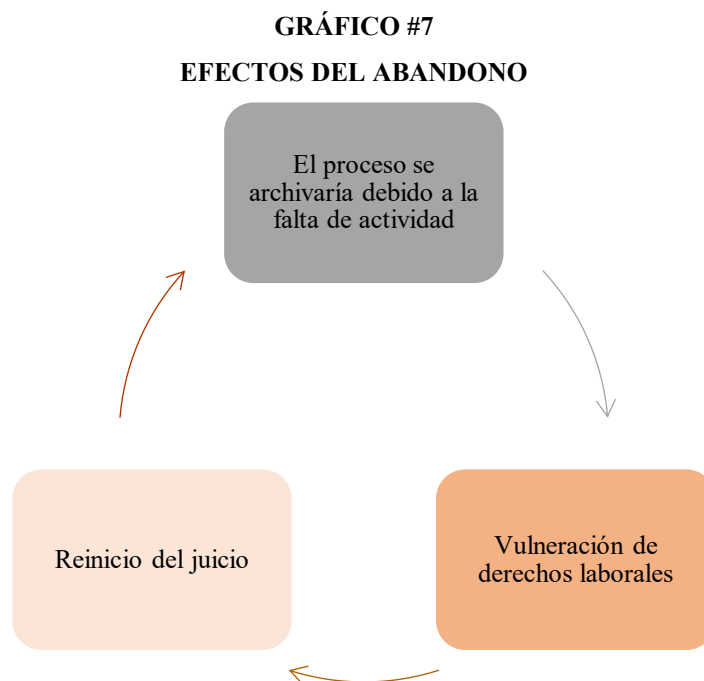 GRÁFICO #7
EFECTOS DEL ABANDONO
El proceso se
archivaría debido a la
falta de actividad
Vulneración de
derechos laborales
Reinicio del juicio